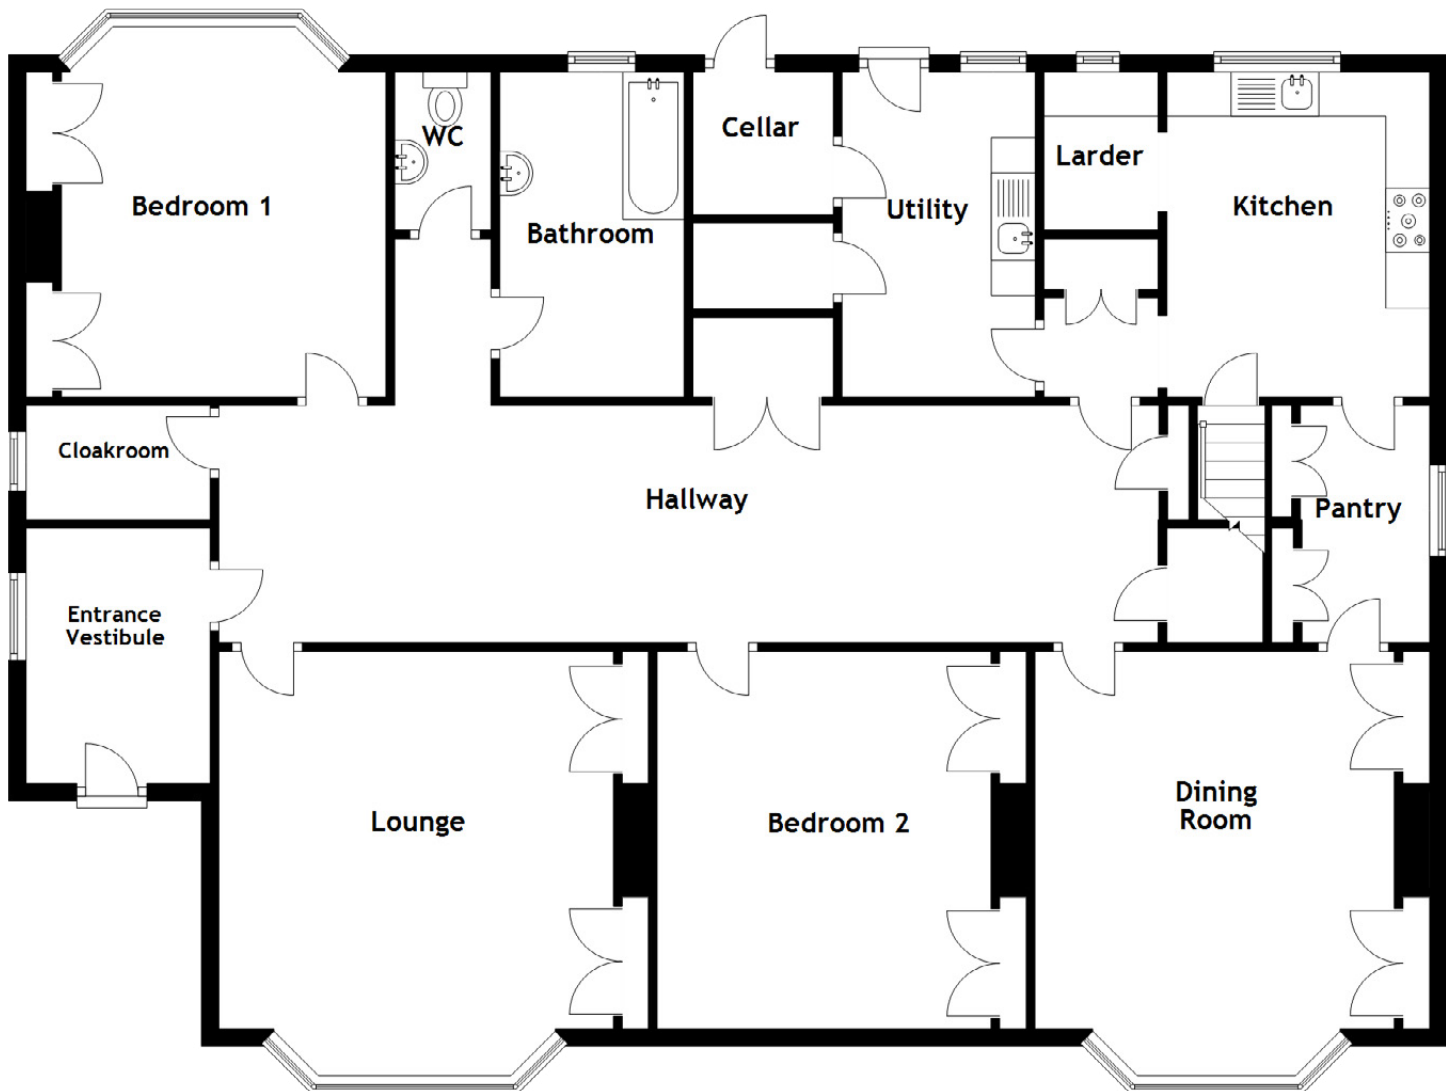 WC
Cellar
Larder
Bedroom 1
Utility
Kitchen
Bathroom
Cloakroom
Hallway
Pantry
Entrance
Vestibule
Lounge
Bedroom 2
Dining
Room